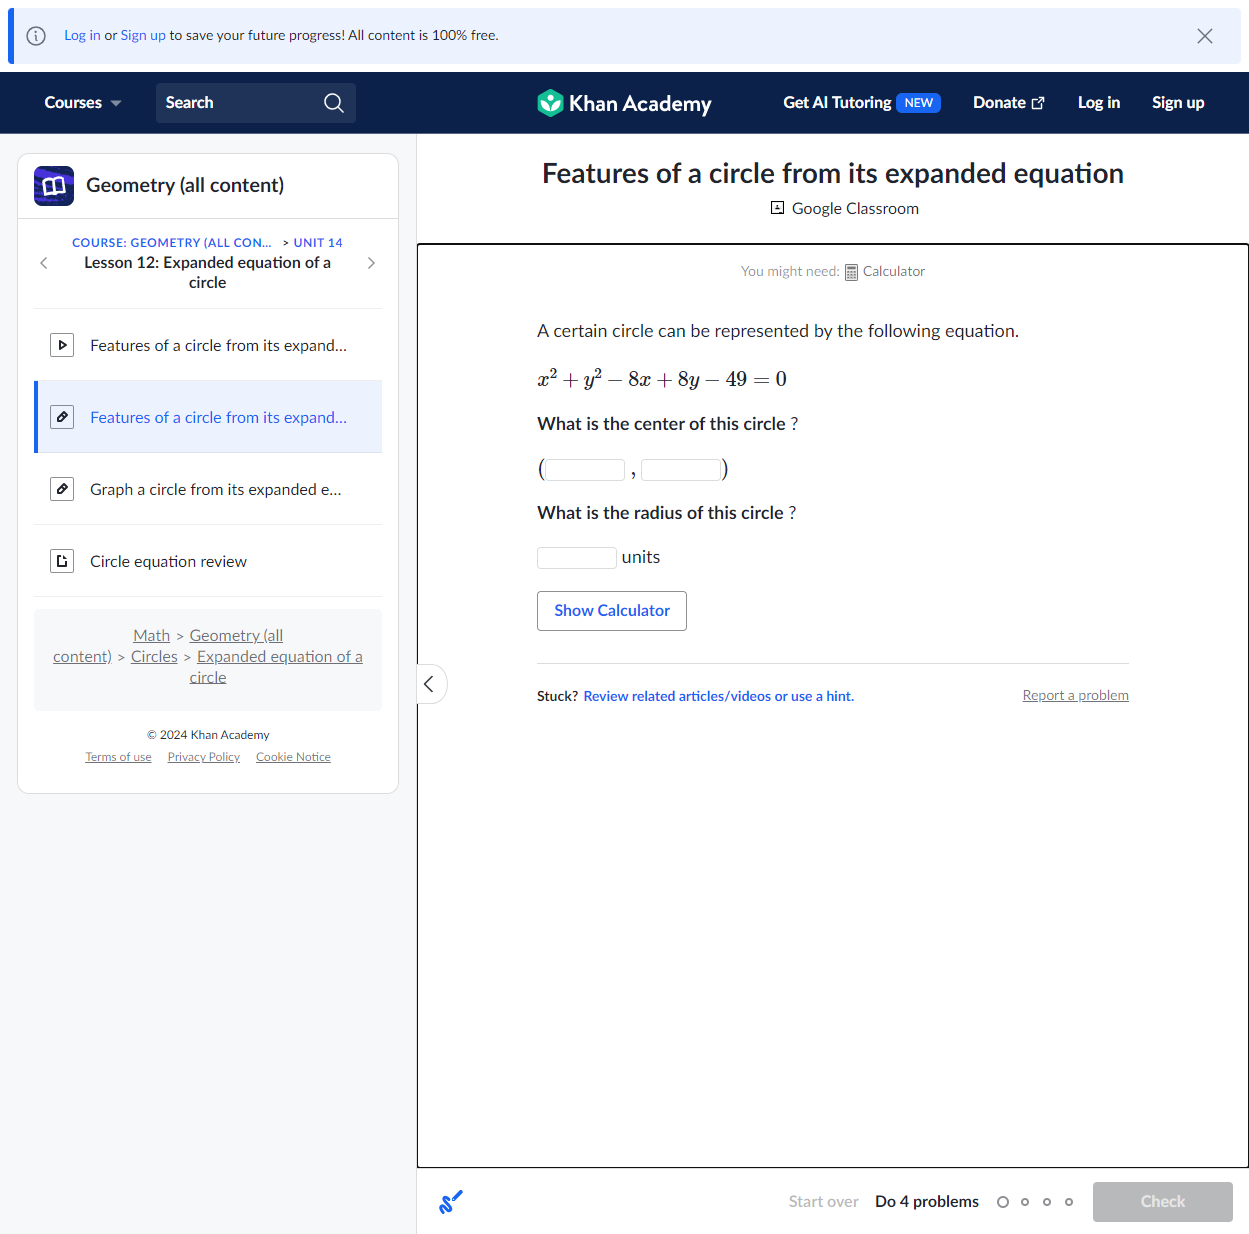 Log in or Sign up to save your future progress! All content is 100% free.
Courses
Search
Khan Academy
Get AI Tutoring NEW
Donate
Log in
Sign up
Geometry (all content)
COURSE: GEOMETRY (ALL CON... > UNIT 14
Lesson 12: Expanded equation of a
circle
Features of a circle from its expand...
Features of a circle from its expand...
Graph a circle from its expanded e...
Circle equation review
Math > Geometry (all
content) > Circles > Expanded equation of a
circle
© 2024 Khan Academy
Terms of use Privacy Policy Cookie Notice
Features of a circle from its expanded equation
Google Classroom
You might need: Calculator
A certain circle can be represented by the following equation.
x² + y² − 8x + 8y − 49 = 0
What is the center of this circle ?
( , )
What is the radius of this circle ?
units
Show Calculator
Stuck? Review related articles/videos or use a hint.
Report a problem
Start over
Do 4 problems
Check